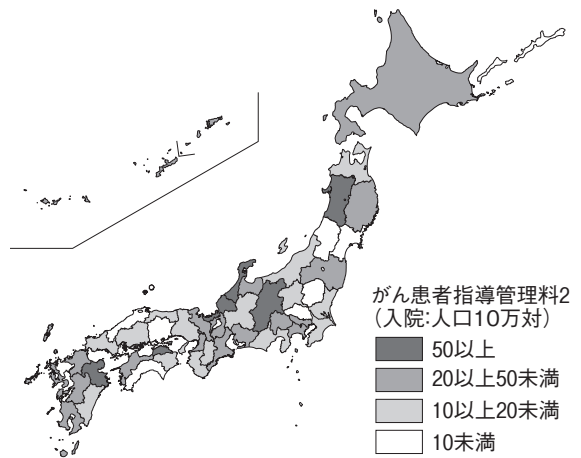 がん患者指導管理料2
(入院:人口10万対)
50以上
20以上50未満
10以上20未満
10未満